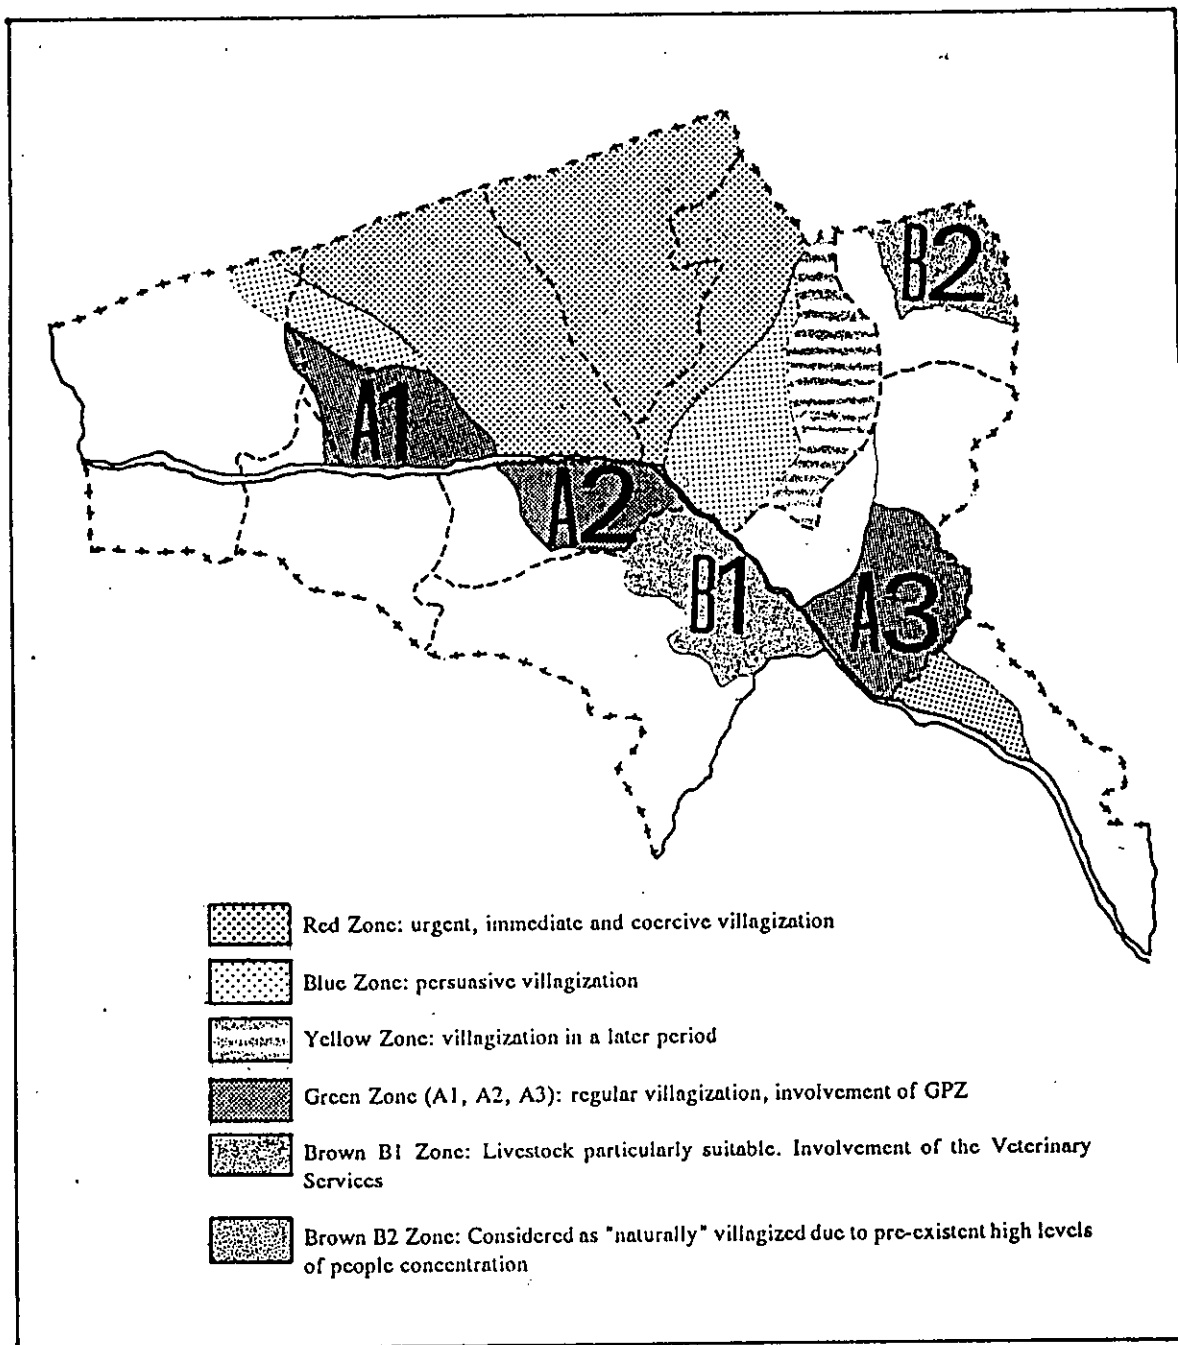 B2
A1
A2
B1
A3
Red Zone: urgent, immediate and coercive villagization
Blue Zone: persuasive villagization
Yellow Zone: villagization in a later period
Green Zone (A1, A2, A3): regular villagization, involvement of GPZ
Brown B1 Zone: Livestock particularly suitable. Involvement of the Veterinary
Services
Brown B2 Zone: Considered as "naturally" villagized due to pre-existent high levels
of people concentration